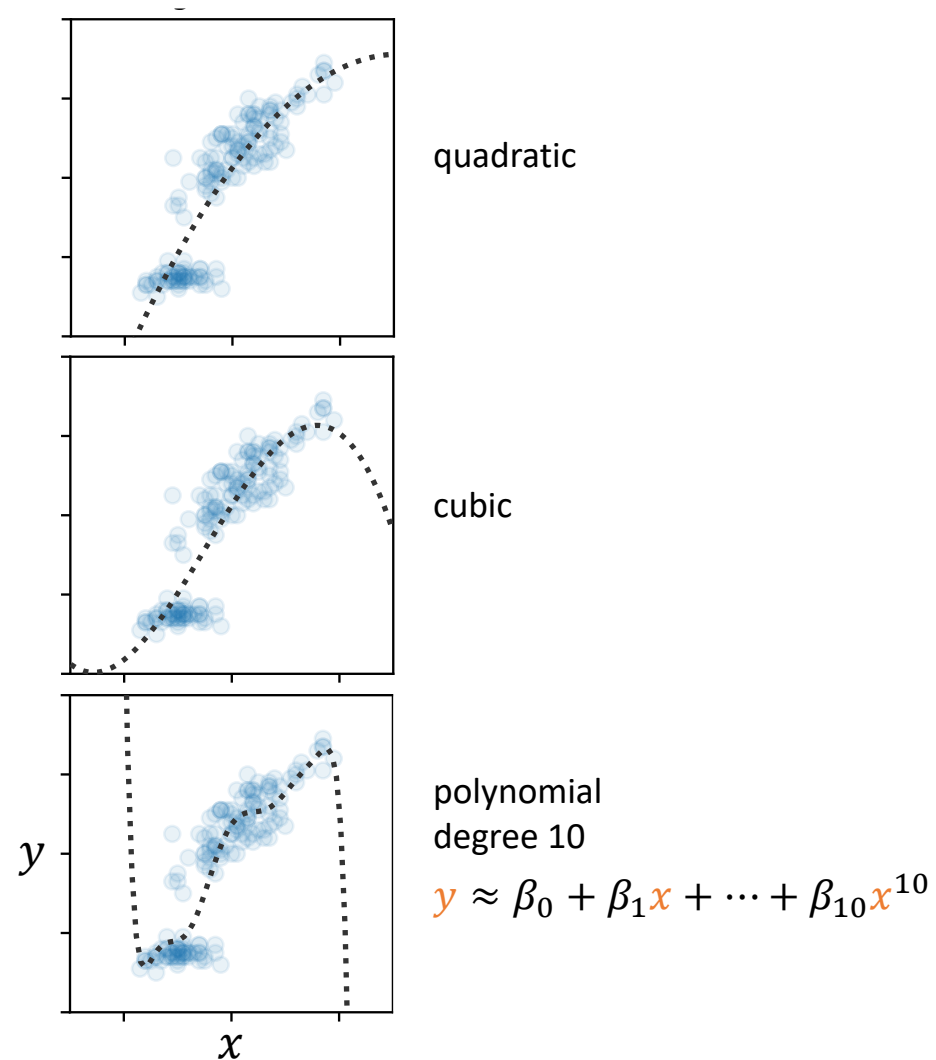 quadratic
cubic
polynomial
degree 10
y ≈ β₀ + β₁x + ⋯ + β₁₀x¹⁰
y
x